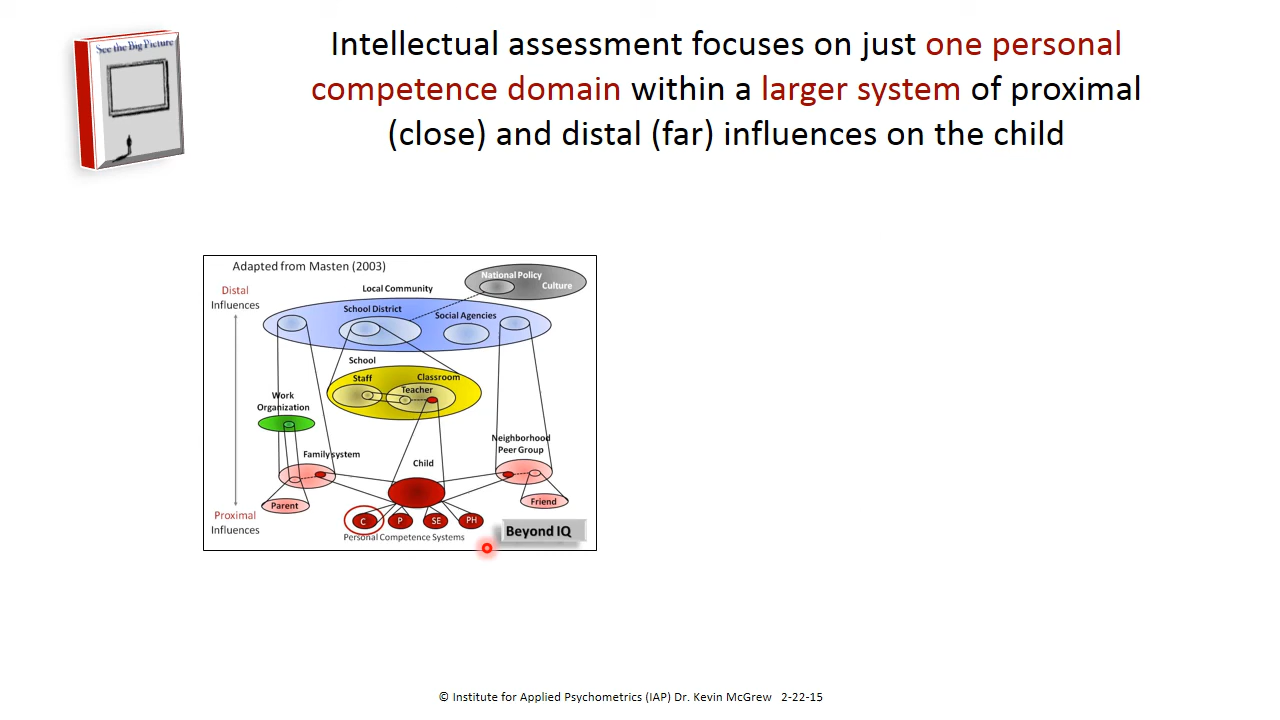 See the Big Picture
Intellectual assessment focuses on just one personal
competence domain within a larger system of proximal
(close) and distal (far) influences on the child
Adapted from Masten (2003)
National Policy
Culture
Distal
Influences
Local Community
School District
Social Agencies
School
Staff
Classroom
Teacher
Work
Organization
Neighborhood
Peer Group
Family system
Child
Parent
Friend
Proximal
Influences
C
P
SE
PH
Personal Competence Systems
Beyond IQ
© Institute for Applied Psychometrics (IAP) Dr. Kevin McGrew 2-22-15